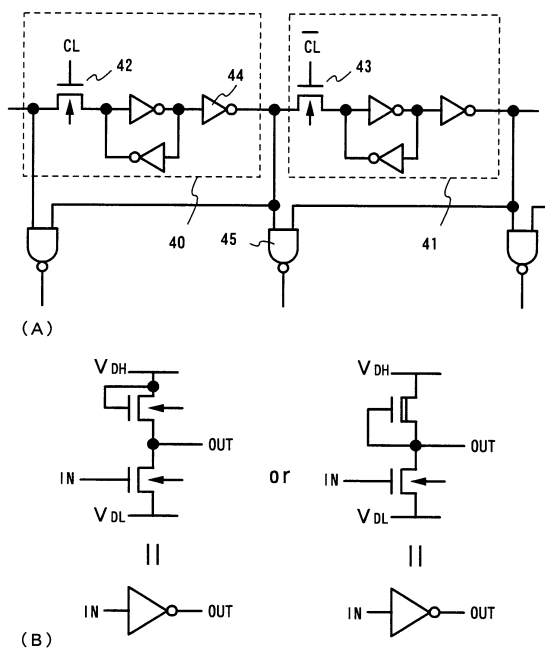 CL
42
44
C̅L̅
43
40
45
41
(A)
VDH
VDH
OUT
OUT
IN
or
IN
VDL
VDL
=
=
IN
OUT
IN
OUT
(B)